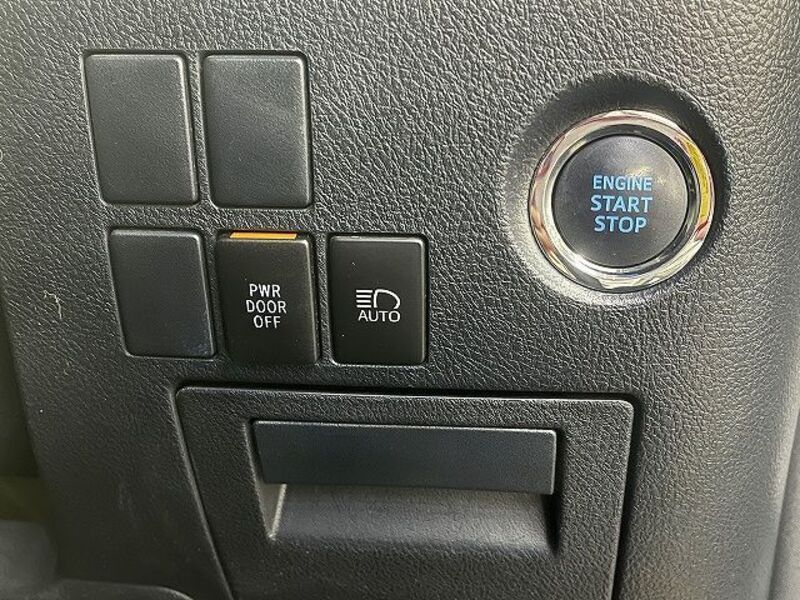 ENGINE
START
STOP
PWR
DOOR
OFF
AUTO